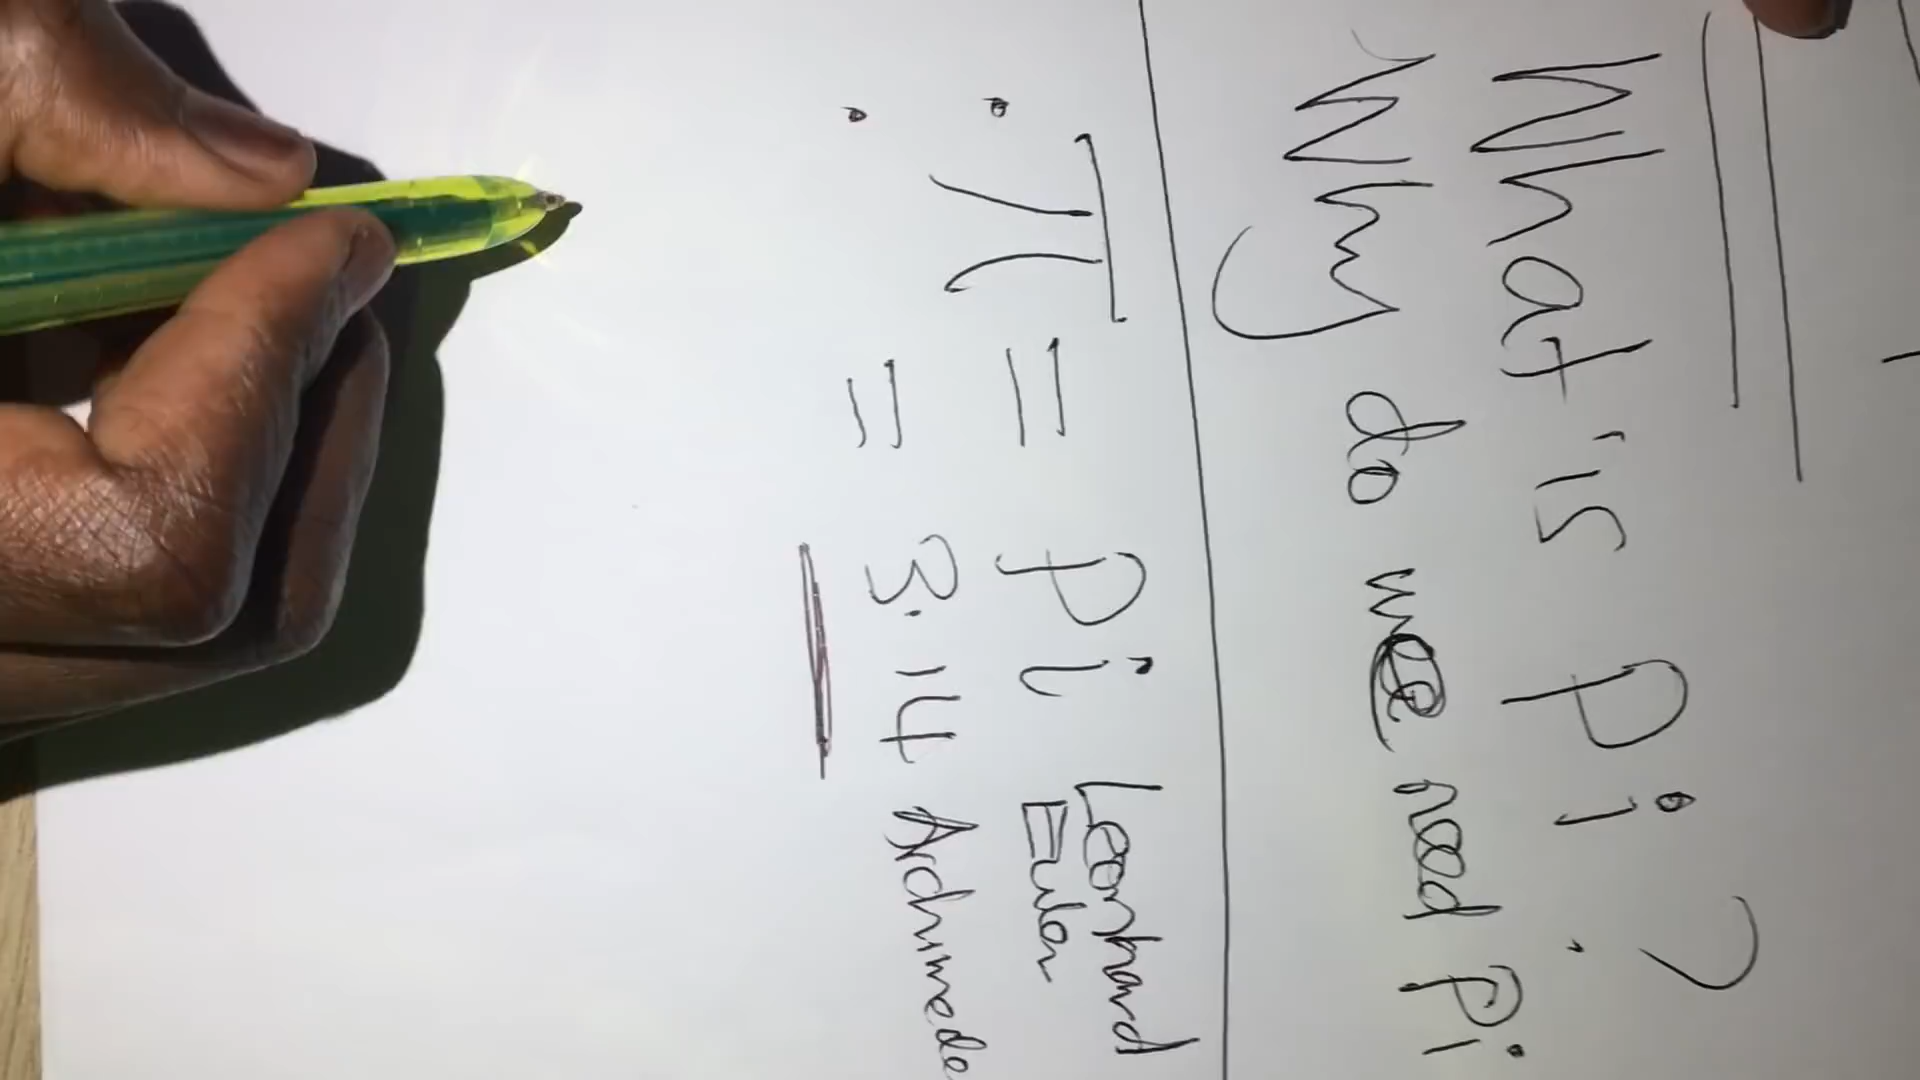 What is Pi?
Why do we need Pi
• π = Pi Leonhard
Euler
• = 3.14 Archimede